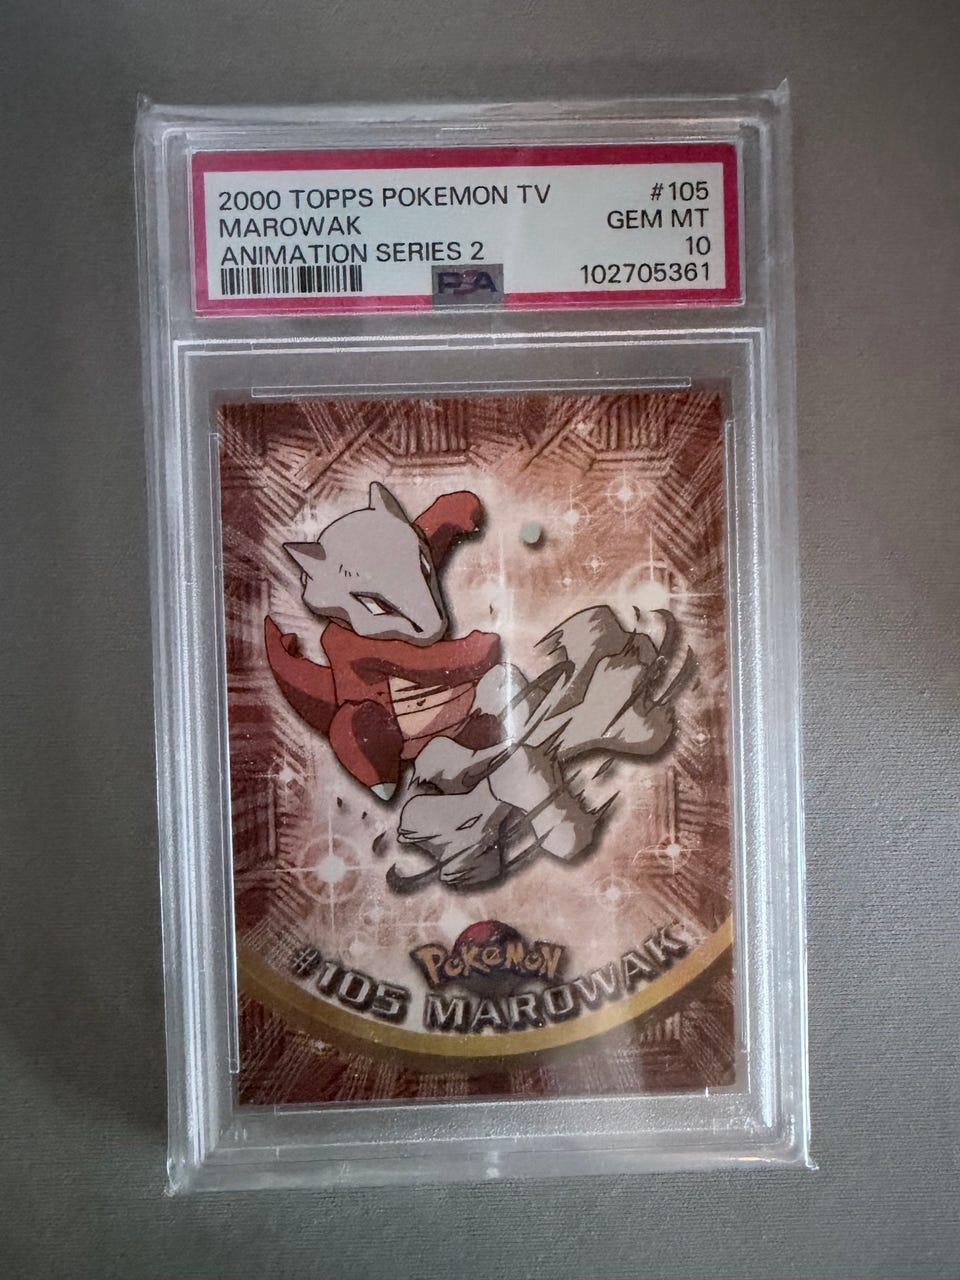 2000 TOPPS POKEMON TV #105
MAROWAK GEM MT
ANIMATION SERIES 2 10
PSA 102705361
POKéMON
#105 MAROWAK